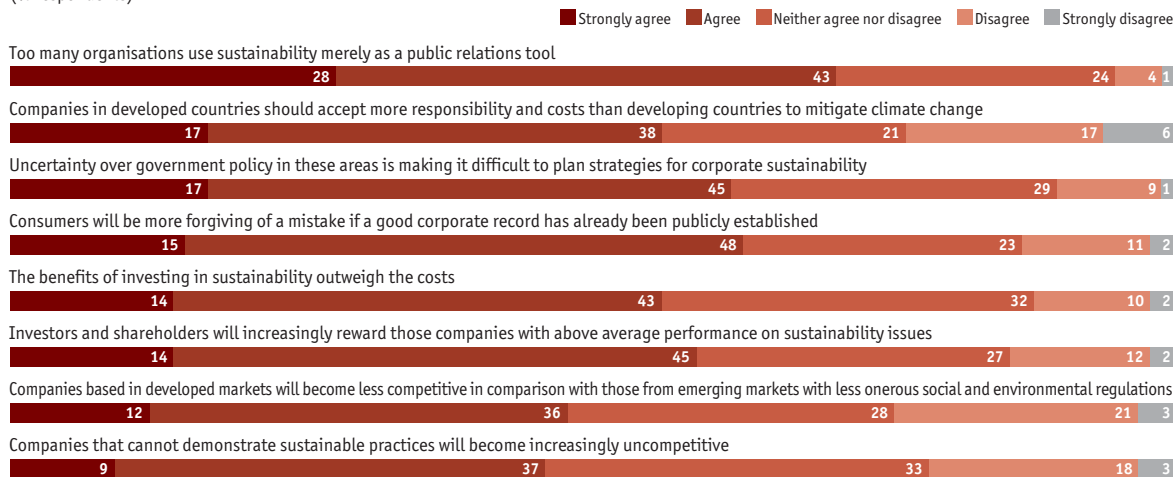 Strongly agree Agree Neither agree nor disagree Disagree Strongly disagree
Too many organisations use sustainability merely as a public relations tool
28 43 24 4 1
Companies in developed countries should accept more responsibility and costs than developing countries to mitigate climate change
17 38 21 17 6
Uncertainty over government policy in these areas is making it difficult to plan strategies for corporate sustainability
17 45 29 9 1
Consumers will be more forgiving of a mistake if a good corporate record has already been publicly established
15 48 23 11 2
The benefits of investing in sustainability outweigh the costs
14 43 32 10 2
Investors and shareholders will increasingly reward those companies with above average performance on sustainability issues
14 45 27 12 2
Companies based in developed markets will become less competitive in comparison with those from emerging markets with less onerous social and environmental regulations
12 36 28 21 3
Companies that cannot demonstrate sustainable practices will become increasingly uncompetitive
9 37 33 18 3